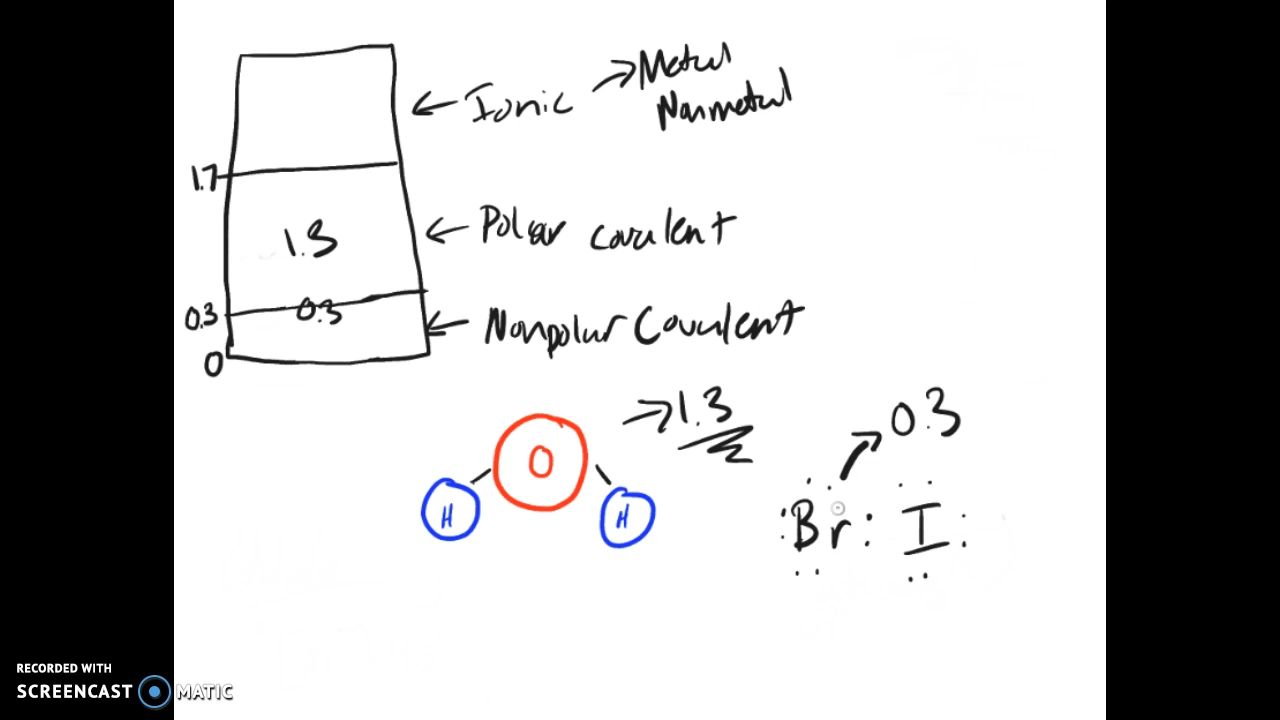 Metal
Ionic
Nonmetal
1.7
1.3
Polar covalent
0.3
0.3
Nonpolar Covalent
0
1.3
0.3
O
H
H
Br : I :
RECORDED WITH
SCREENCAST MATIC